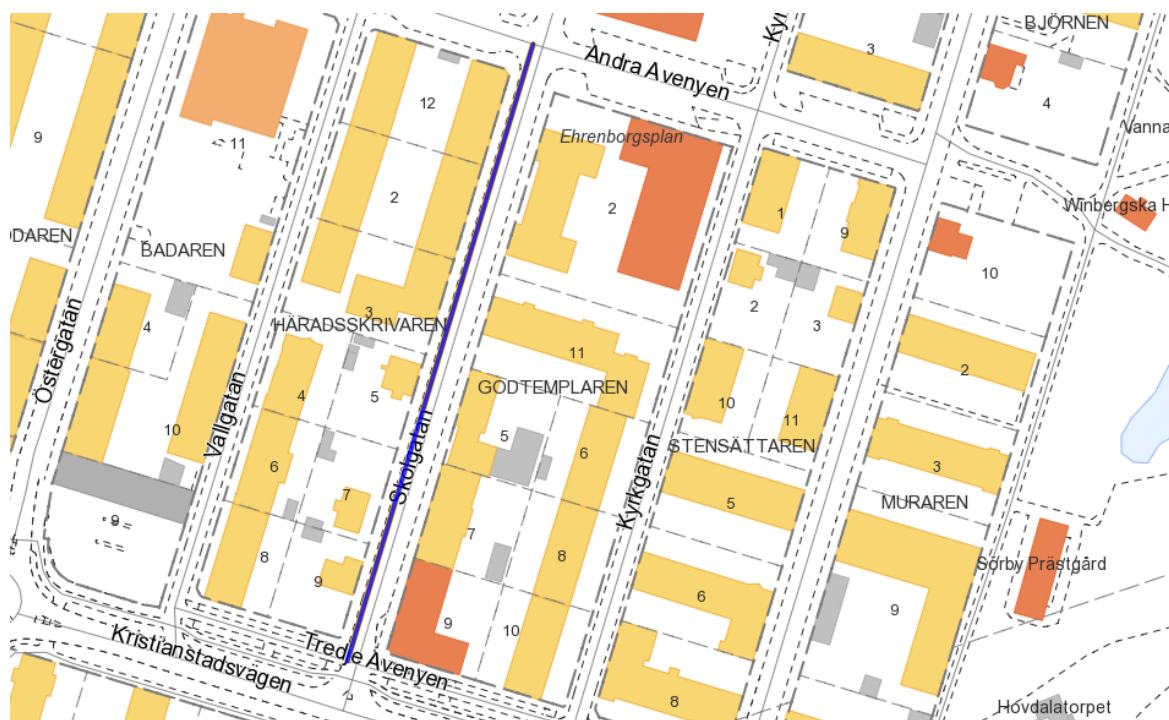 BJÖRNEN
Andra Avenyen
3
12
4
Ehrenborgsplan
9
11
2
2
1
9
Winbergska H
BADAREN
10
2
3
HÄRADSSKRIVAREN
3
4
11
2
5
4
GODTEMPLAREN
Östergatan
Vallgatan
Skolgatan
10
11
STENSÄTTAREN
3
10
6
5
6
Kyrkgatan
5
MURAREN
7
7
9
8
9
8
Sörby Prästgård
6
9
9
10
Kristianstadsvägen
Tredje Avenyen
8
Hovdalatorpet